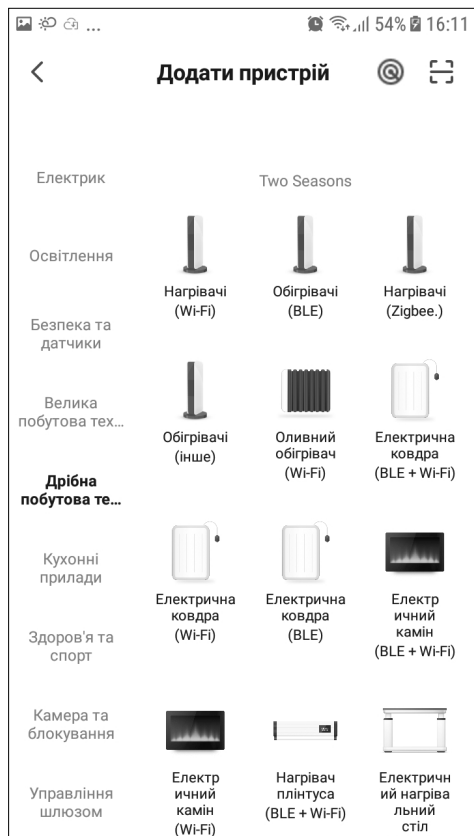 ... 54% 16:11
Додати пристрій
Електрик
Освітлення
Безпека та
датчики
Велика
побутова тех...
Дрібна
побутова те...
Кухонні
прилади
Здоров'я та
спорт
Камера та
блокування
Управління
шлюзом
Two Seasons
Нагрівачі
(Wi-Fi)
Обігрівачі
(BLE)
Нагрівачі
(Zigbee.)
Обігрівачі
(інше)
Оливний
обігрівач
(Wi-Fi)
Електрична
ковдра
(BLE + Wi-Fi)
Електрична
ковдра
(Wi-Fi)
Електрична
ковдра
(BLE)
Електр
ичний
камін
(BLE + Wi-Fi)
Електр
ичний
камін
(Wi-Fi)
Нагрівач
плінтуса
(BLE + Wi-Fi)
Електричн
ий нагріва
льний
стіл